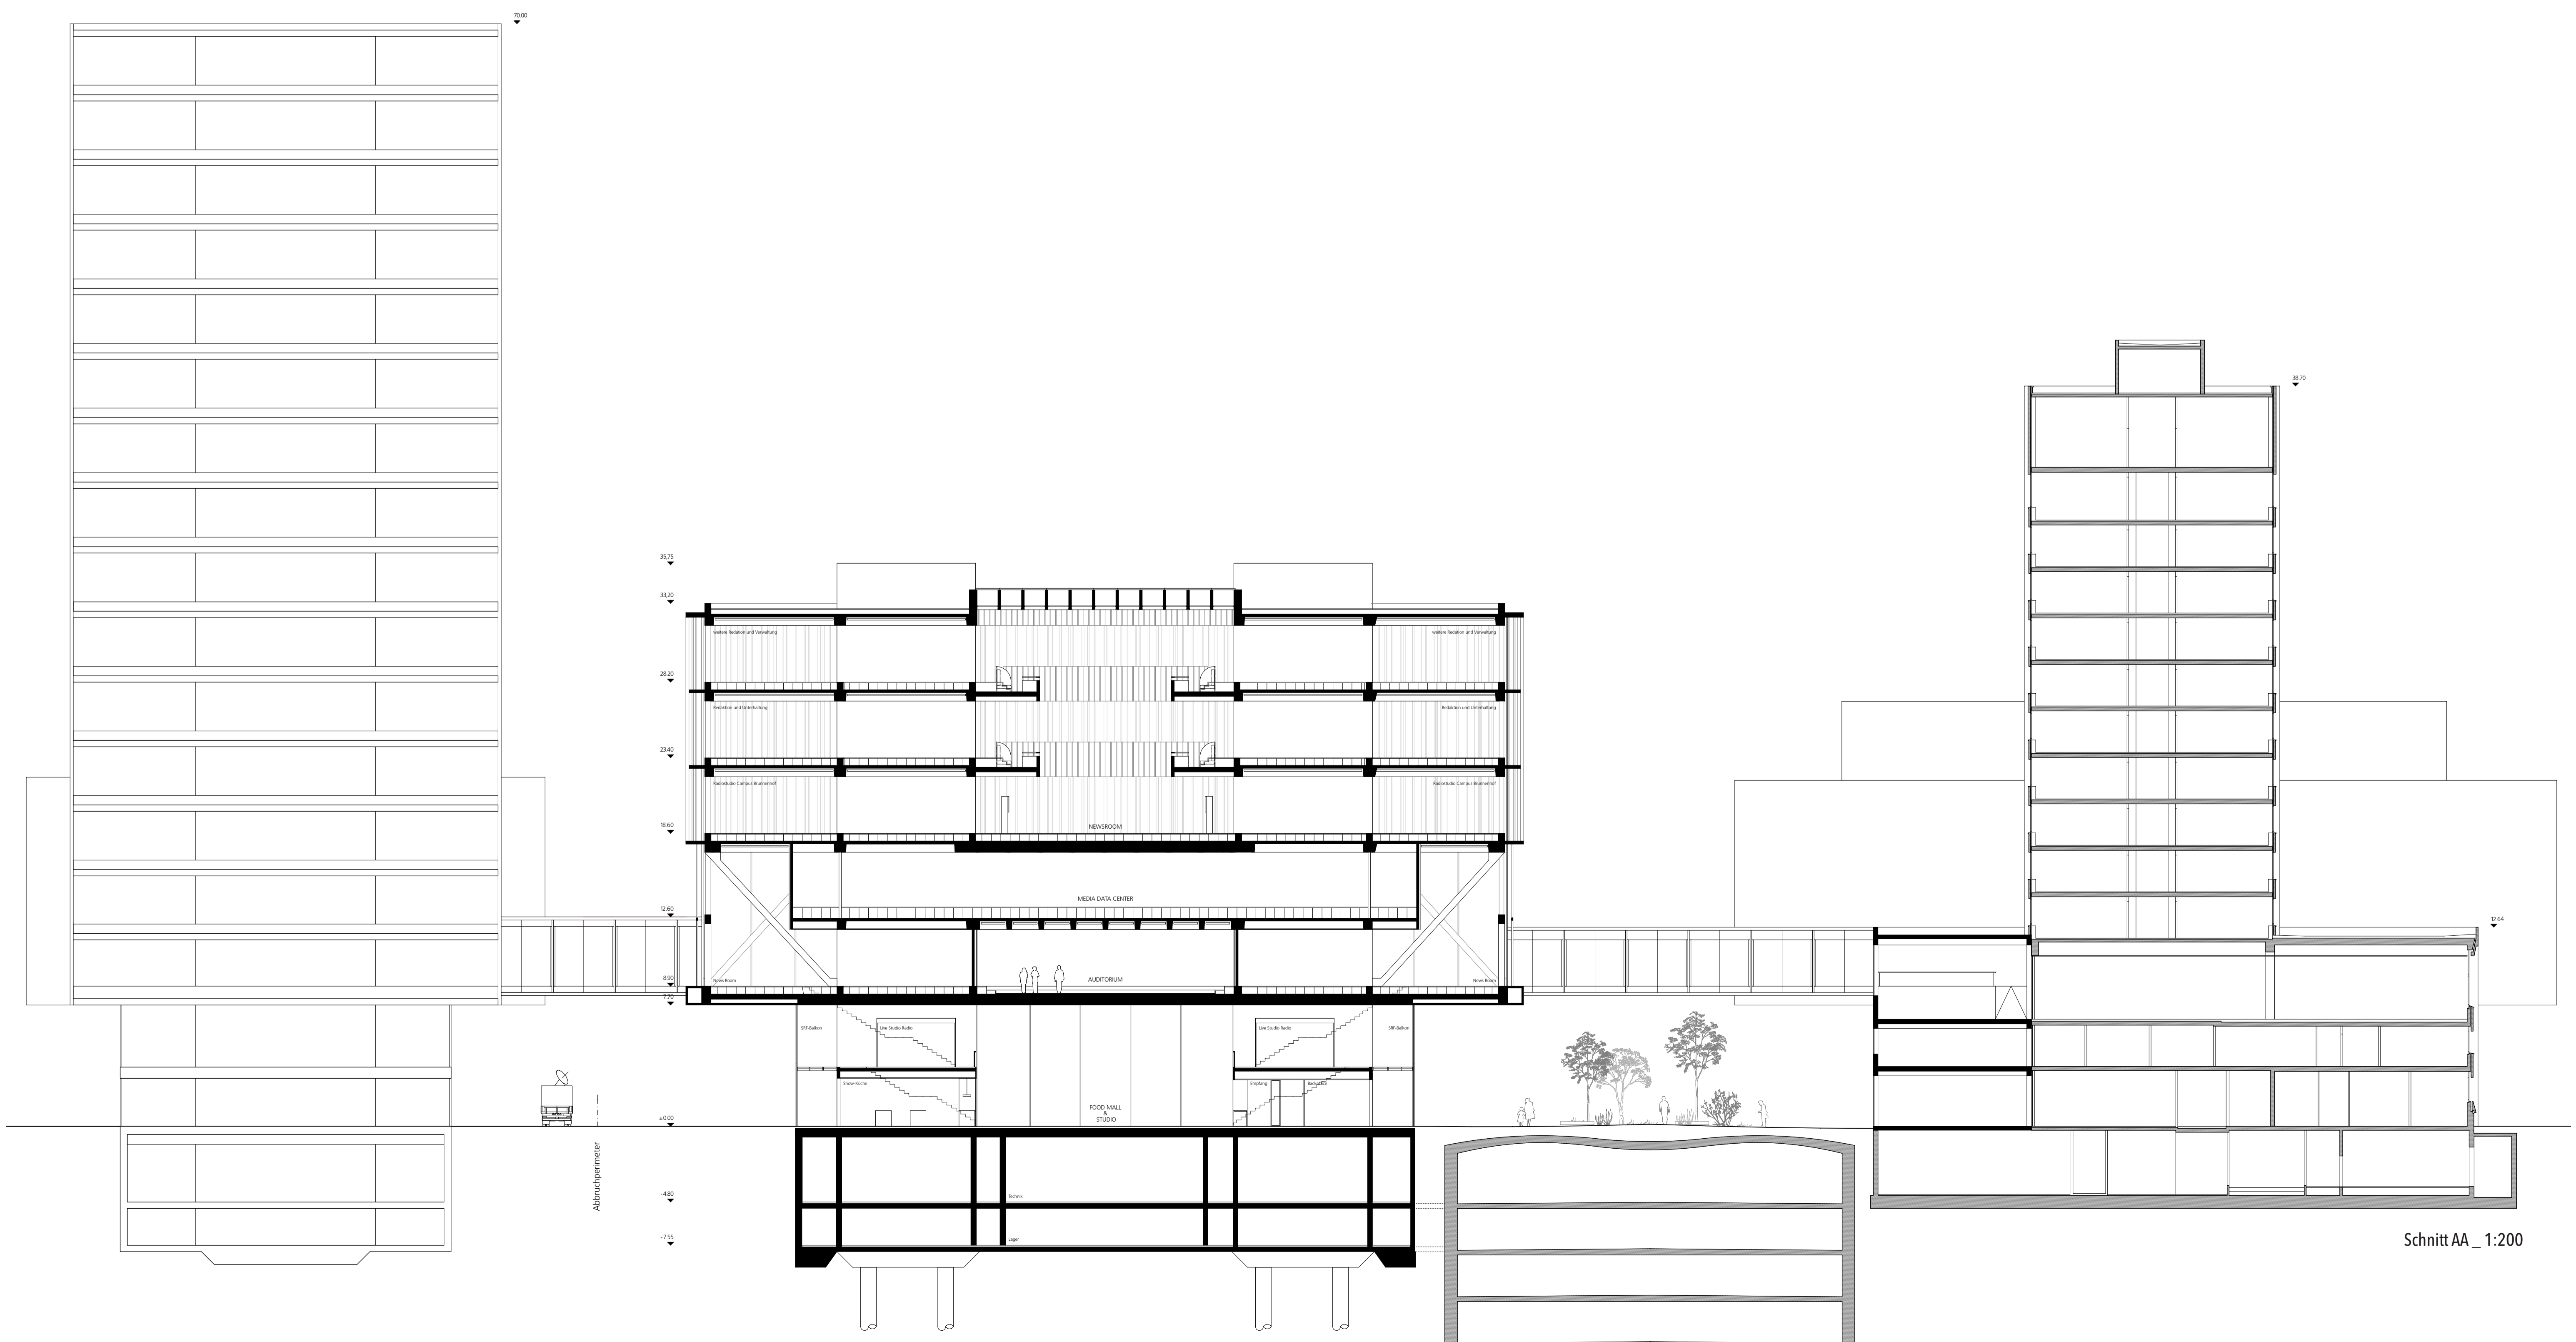 70.00
38.70
35,75
33,20
weitere Redation und Verwaltung
weitere Redation und Verwaltung
28.20
Redaktion und Unterhaltung
Redaktion und Unterhaltung
23.40
Radiostudio Campus Brunnenhof
Radiostudio Campus Brunnenhof
18.60
NEWSROOM
MEDIA DATA CENTER
12.60
12.64
8.90
News Room
AUDITORIUM
News Room
7.70
SRF-Balkon
Live Studio Radio
Live Studio Radio
SRF-Balkon
Show-Küche
Empfang
Backoffice
FOOD MALL
&
STUDIO
±0.00
Abbruchperimeter
-4.80
Technik
-7.55
Lager
Schnitt AA _ 1:200